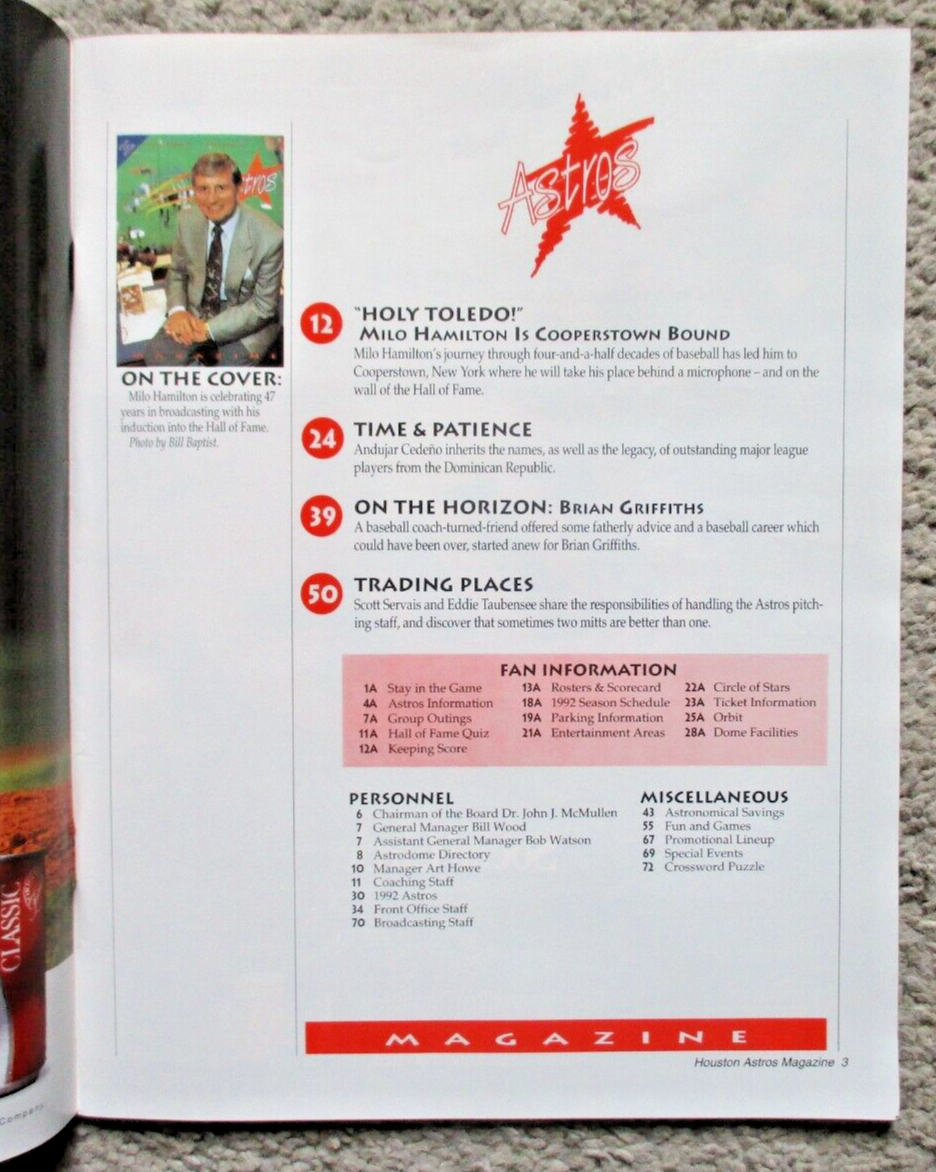 Astros
tros
MAGAZINE
ON THE COVER:
Milo Hamilton is celebrating 47
years in broadcasting with his
induction into the Hall of Fame.
Photo by Bill Baptist.
12 "HOLY TOLEDO!"
MILO HAMILTON IS COOPERSTOWN BOUND
Milo Hamilton's journey through four-and-a-half decades of baseball has led him to
Cooperstown, New York where he will take his place behind a microphone – and on the
wall of the Hall of Fame.
24 TIME & PATIENCE
Andujar Cedeño inherits the names, as well as the legacy, of outstanding major league
players from the Dominican Republic.
39 ON THE HORIZON: BRIAN GRIFFITHS
A baseball coach-turned-friend offered some fatherly advice and a baseball career which
could have been over, started anew for Brian Griffiths.
50 TRADING PLACES
Scott Servais and Eddie Taubensee share the responsibilities of handling the Astros pitch-
ing staff, and discover that sometimes two mitts are better than one.
FAN INFORMATION
1A Stay in the Game
4A Astros Information
7A Group Outings
11A Hall of Fame Quiz
12A Keeping Score
13A Rosters & Scorecard
18A 1992 Season Schedule
19A Parking Information
21A Entertainment Areas
22A Circle of Stars
23A Ticket Information
25A Orbit
28A Dome Facilities
PERSONNEL
6 Chairman of the Board Dr. John J. McMullen
7 General Manager Bill Wood
7 Assistant General Manager Bob Watson
8 Astrodome Directory
10 Manager Art Howe
11 Coaching Staff
30 1992 Astros
34 Front Office Staff
70 Broadcasting Staff
MISCELLANEOUS
43 Astronomical Savings
55 Fun and Games
67 Promotional Lineup
69 Special Events
72 Crossword Puzzle
MAGAZINE
Houston Astros Magazine 3
CLASSIC
Company